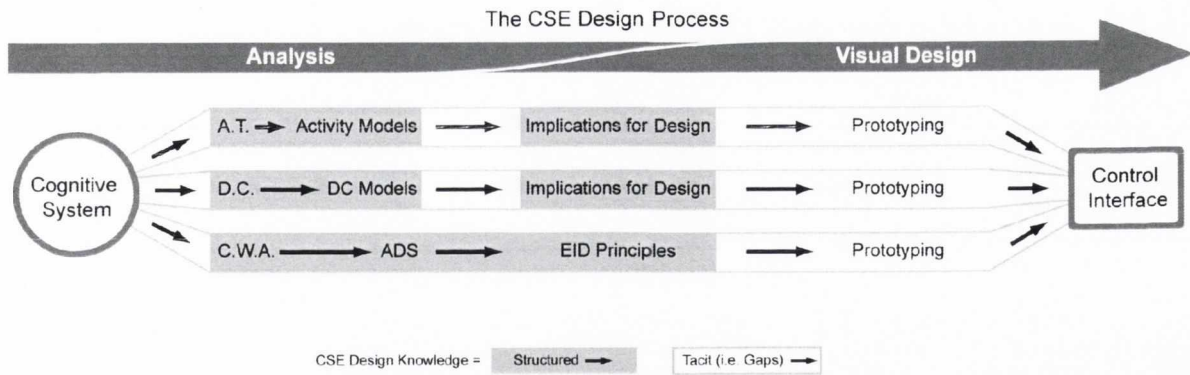 The CSE Design Process
Analysis
Visual Design
A.T.
Activity Models
Implications for Design
Prototyping
Cognitive
System
D.C.
DC Models
Implications for Design
Prototyping
Control
Interface
C.W.A.
ADS
EID Principles
Prototyping
CSE Design Knowledge =
Structured
Tacit (i.e. Gaps)